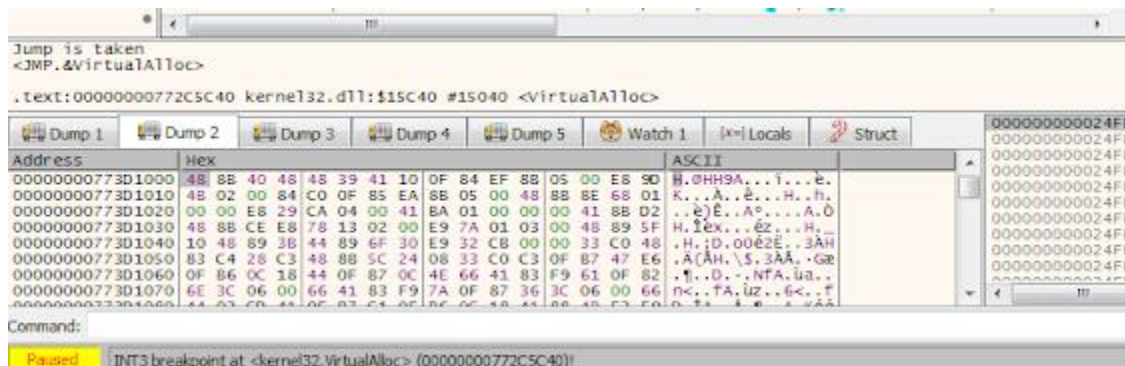 Jump is taken
<JMP.&VirtualAlloc>
.text:00000000772C5C40 kernel32.dll:$15C40 #15040 <VirtualAlloc>
Dump 1 Dump 2 Dump 3 Dump 4 Dump 5 Watch 1 [x=] Locals Struct
Address Hex ASCII
00000000773D1000 48 8B 40 48 48 39 41 10 0F 84 EF 8B 05 00 E8 9D
00000000773D1010 4B 02 00 84 C0 0F 85 EA 8B 05 00 48 8B 8E 68 01
00000000773D1020 00 00 E8 29 CA 04 00 41 BA 01 00 00 00 41 8B D2
00000000773D1030 48 8B CE E8 78 13 02 00 E9 7A 01 03 00 48 89 5F
00000000773D1040 10 48 89 3B 44 89 6F 30 E9 32 CB 00 00 33 C0 48
00000000773D1050 83 C4 28 C3 48 8B 5C 24 08 33 C0 C3 0F B7 47 E6
00000000773D1060 0F 86 0C 18 44 0F B7 0C 4E 66 41 83 F9 61 0F 82
00000000773D1070 6E 3C 06 00 66 41 83 F9 7A 0F 87 36 3C 06 00 66
Command:
Paused INT3 breakpoint at <kernel32.VirtualAlloc> (00000000772C5C40)!